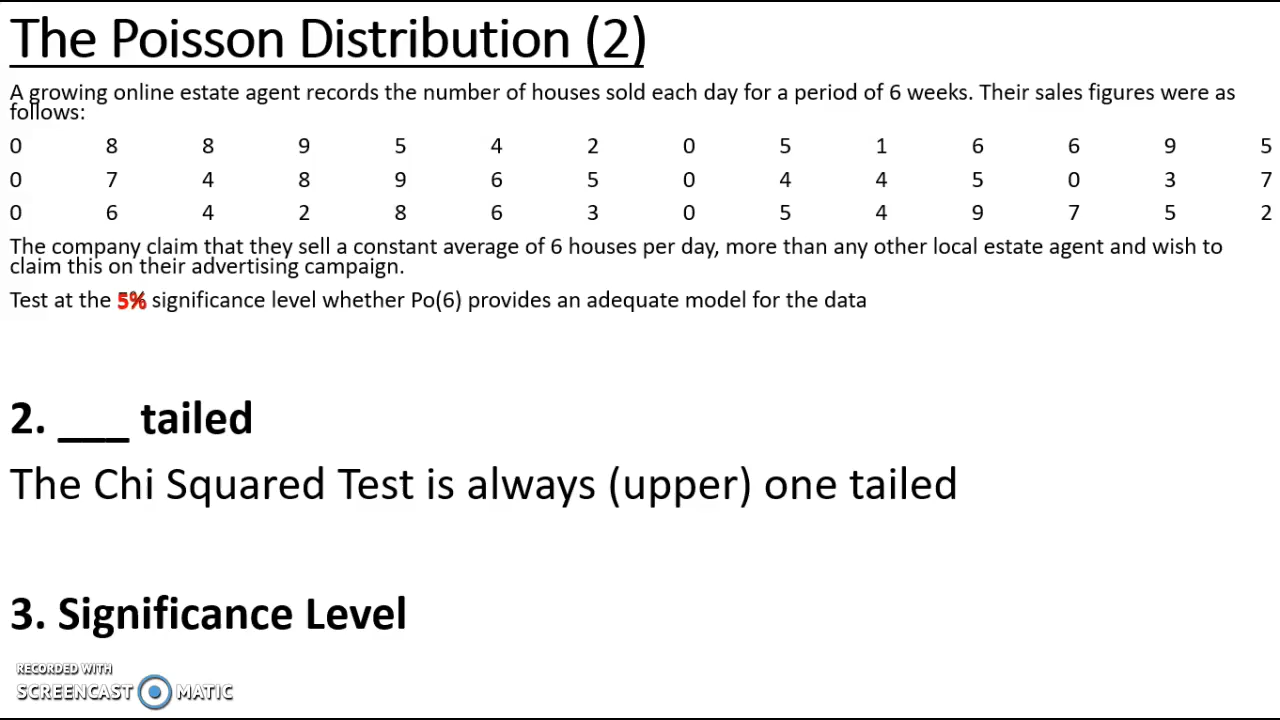 The Poisson Distribution (2)
A growing online estate agent records the number of houses sold each day for a period of 6 weeks. Their sales figures were as
follows:
0 8 8 9 5 4 2 0 5 1 6 6 9 5
0 7 4 8 9 6 5 0 4 4 5 0 3 7
0 6 4 2 8 6 3 0 5 4 9 7 5 2
The company claim that they sell a constant average of 6 houses per day, more than any other local estate agent and wish to
claim this on their advertising campaign.
Test at the 5% significance level whether Po(6) provides an adequate model for the data
2. ___ tailed
The Chi Squared Test is always (upper) one tailed
3. Significance Level
RECORDED WITH
SCREENCAST MATIC